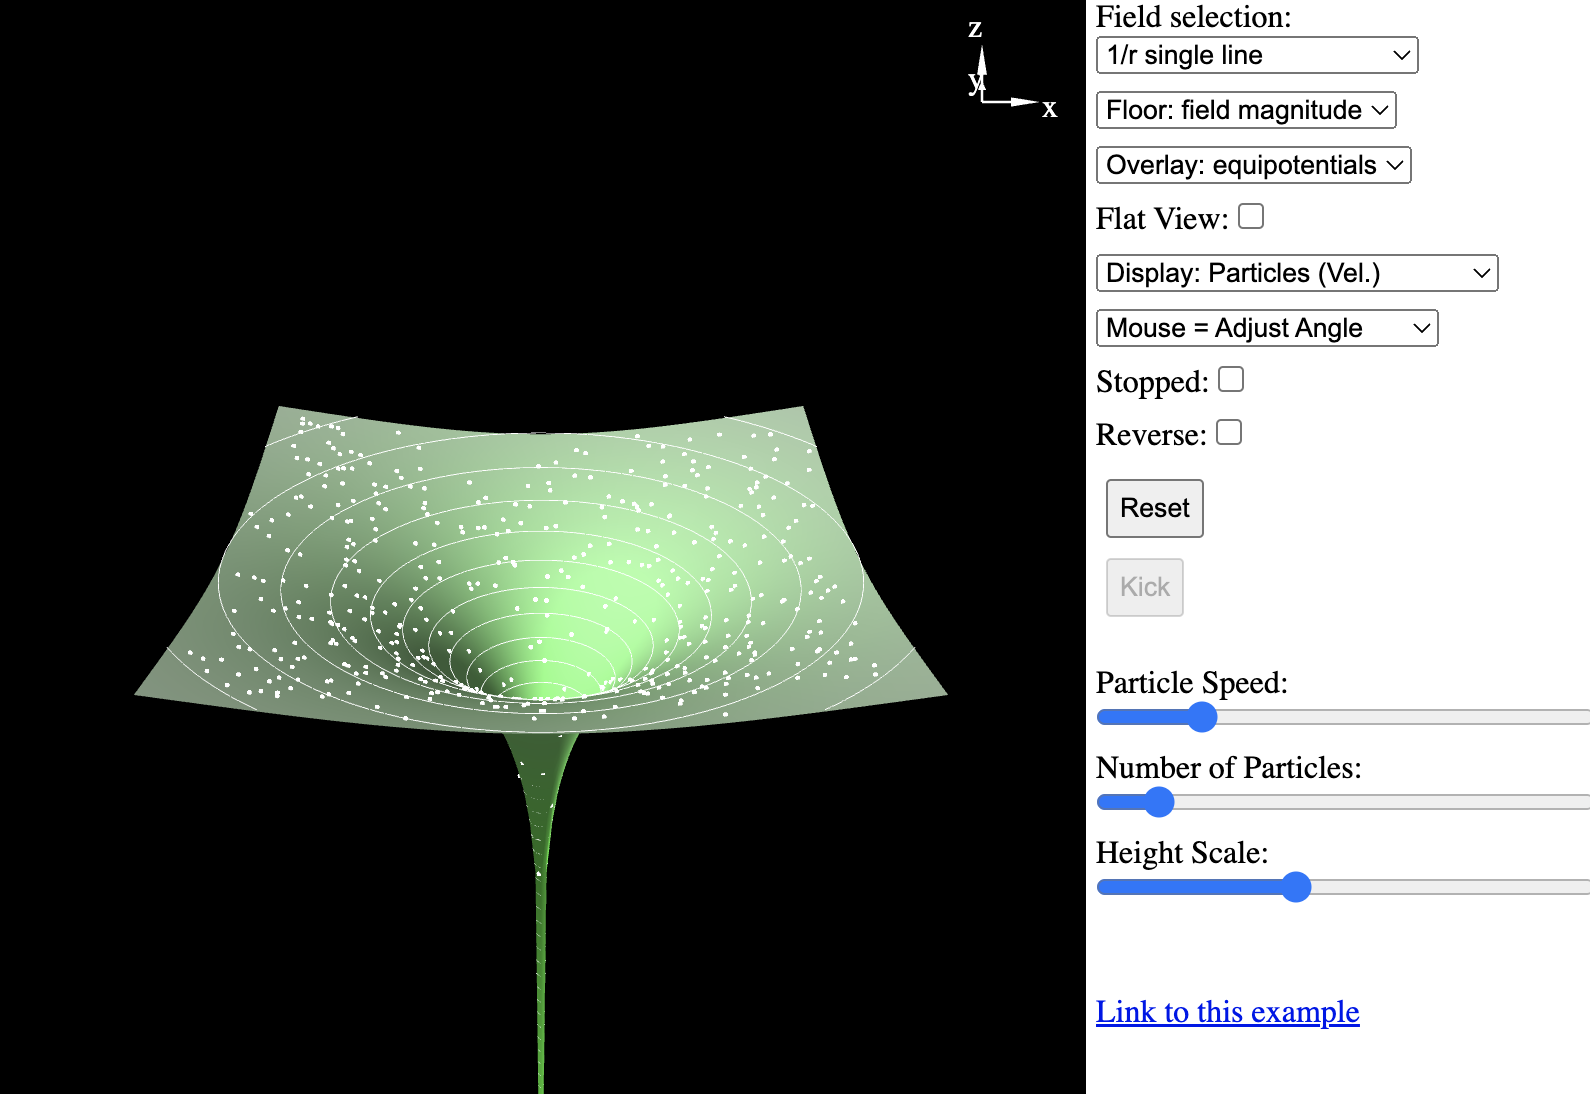 z
y
x
Field selection:
1/r single line
Floor: field magnitude
Overlay: equipotentials
Flat View:
Display: Particles (Vel.)
Mouse = Adjust Angle
Stopped:
Reverse:
Reset
Kick
Particle Speed:
Number of Particles:
Height Scale:
Link to this example